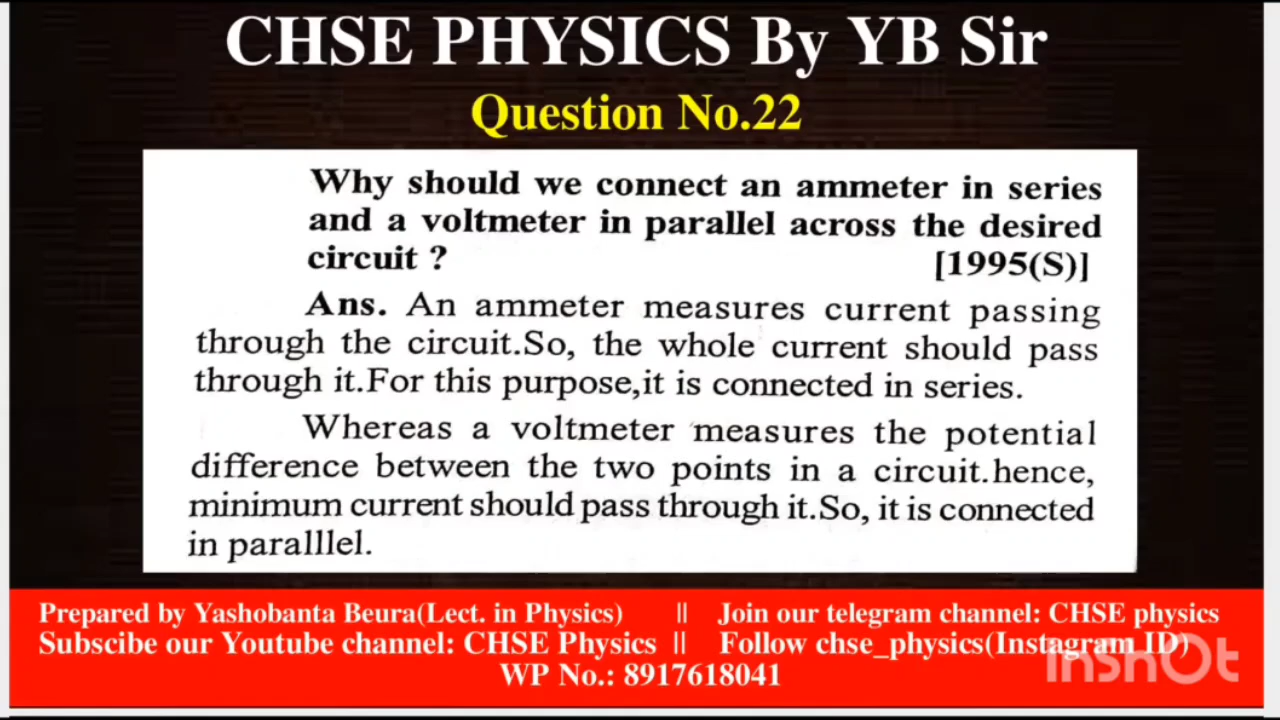 CHSE PHYSICS By YB Sir
Question No.22
Why should we connect an ammeter in series
and a voltmeter in parallel across the desired
circuit ? [1995(S)]
Ans. An ammeter measures current passing
through the circuit.So, the whole current should pass
through it.For this purpose,it is connected in series.
Whereas a voltmeter measures the potential
difference between the two points in a circuit.hence,
minimum current should pass through it.So, it is connected
in paralllel.
Prepared by Yashobanta Beura(Lect. in Physics) || Join our telegram channel: CHSE physics
Subscibe our Youtube channel: CHSE Physics || Follow chse_physics(Instagram ID)
WP No.: 8917618041
InshOt